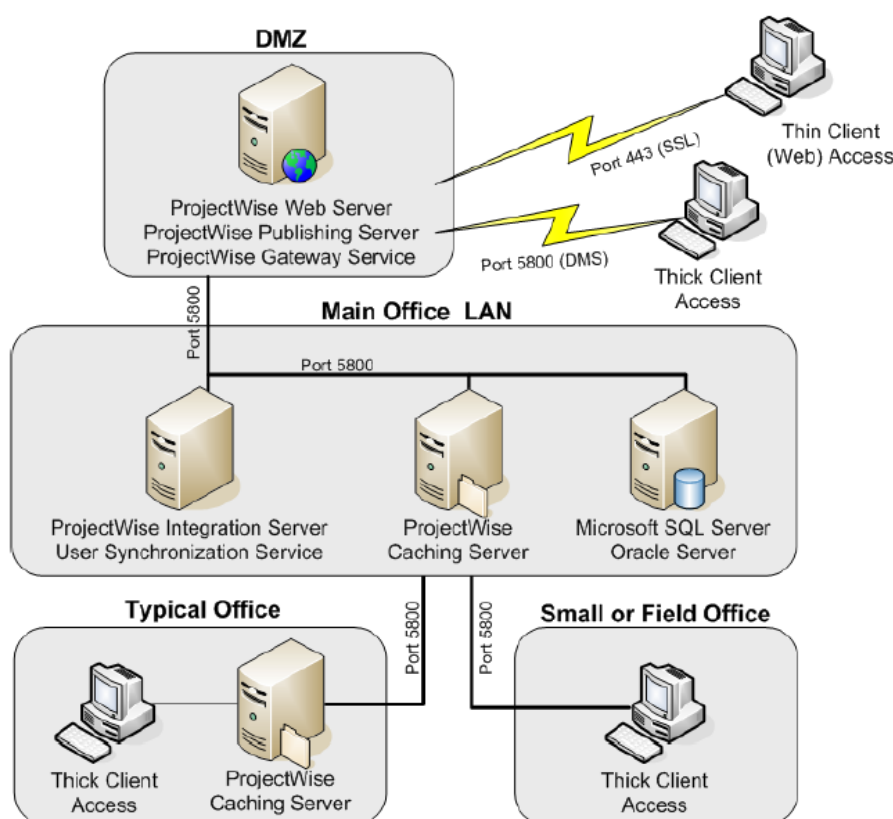 DMZ
ProjectWise Web Server
ProjectWise Publishing Server
ProjectWise Gateway Service
Port 443 (SSL)
Thin Client
(Web) Access
Port 5800 (DMS)
Thick Client
Access
Port 5800
Main Office LAN
Port 5800
ProjectWise Integration Server
User Synchronization Service
ProjectWise
Caching Server
Microsoft SQL Server
Oracle Server
Typical Office
Port 5800
Port 5800
Small or Field Office
Thick Client
Access
ProjectWise
Caching Server
Thick Client
Access